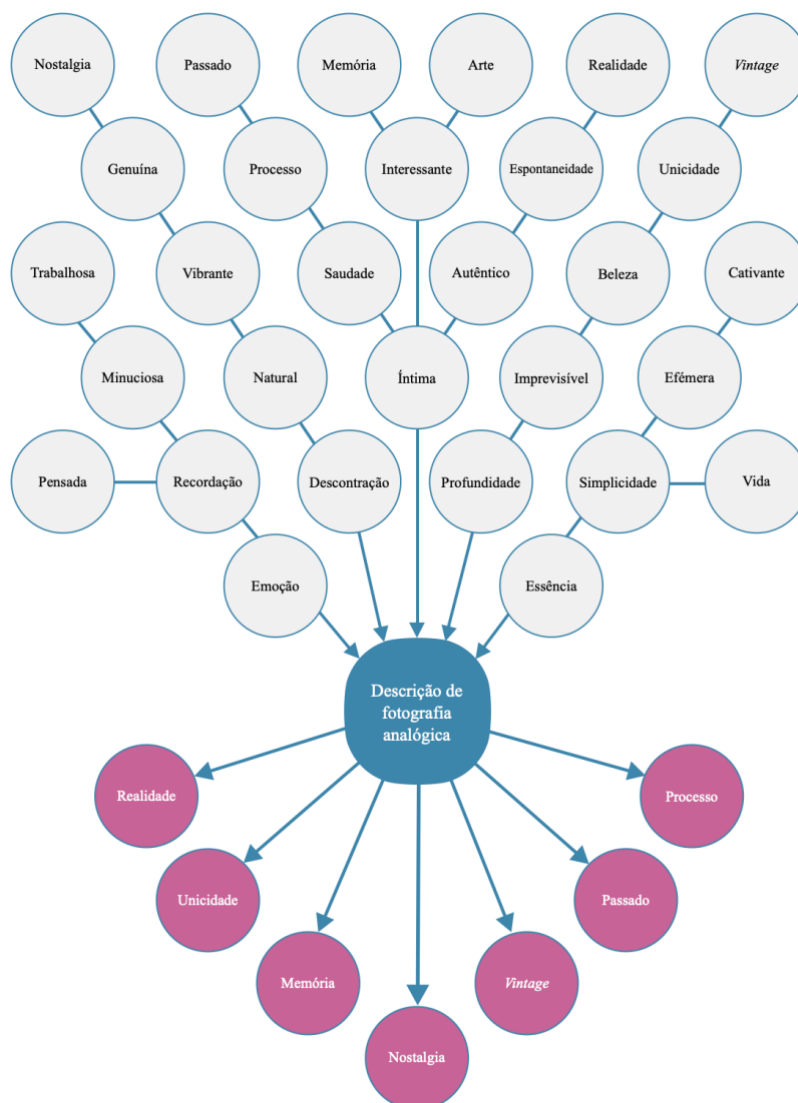 Nostalgia
Passado
Memória
Arte
Realidade
Vintage
Genuína
Processo
Interessante
Espontaneidade
Unicidade
Trabalhosa
Vibrante
Saudade
Autêntico
Beleza
Cativante
Minuciosa
Natural
Íntima
Imprevisível
Efémera
Pensada
Recordação
Descontração
Profundidade
Simplicidade
Vida
Emoção
Essência
Descrição de
fotografia
analógica
Realidade
Processo
Unicidade
Passado
Memória
Vintage
Nostalgia